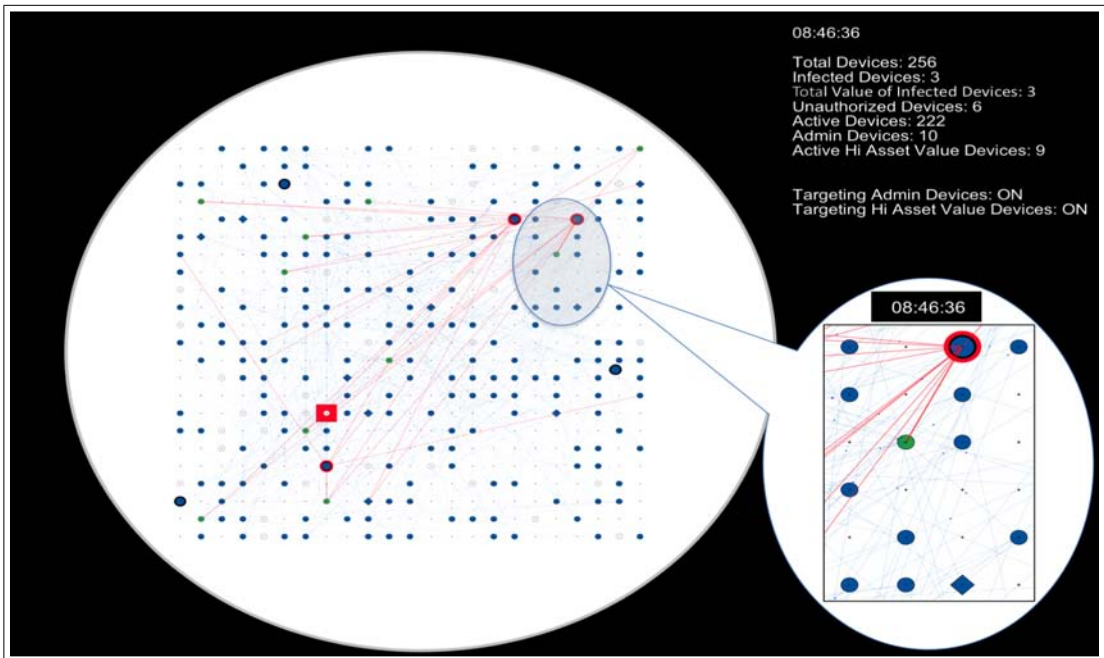 08:46:36
Total Devices: 256
Infected Devices: 3
Total Value of Infected Devices: 3
Unauthorized Devices: 6
Active Devices: 222
Admin Devices: 10
Active Hi Asset Value Devices: 9
Targeting Admin Devices: ON
Targeting Hi Asset Value Devices: ON
08:46:36